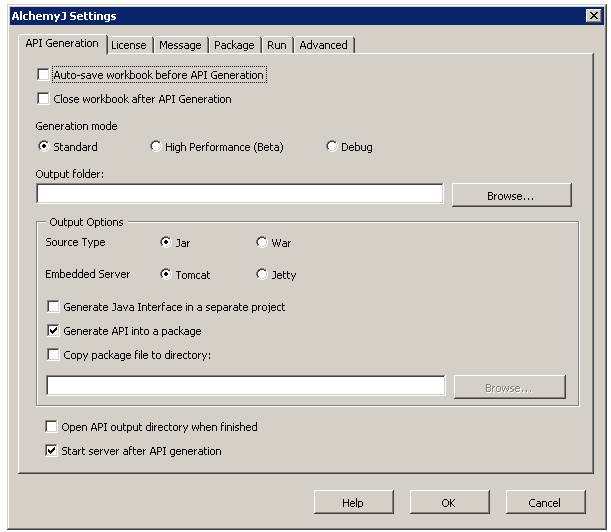 AlchemyJ Settings
API Generation License Message Package Run Advanced
Auto-save workbook before API Generation
Close workbook after API Generation
Generation mode
Standard High Performance (Beta) Debug
Output folder:
Browse...
Output Options
Source Type Jar War
Embedded Server Tomcat Jetty
Generate Java Interface in a separate project
Generate API into a package
Copy package file to directory:
Browse...
Open API output directory when finished
Start server after API generation
Help OK Cancel